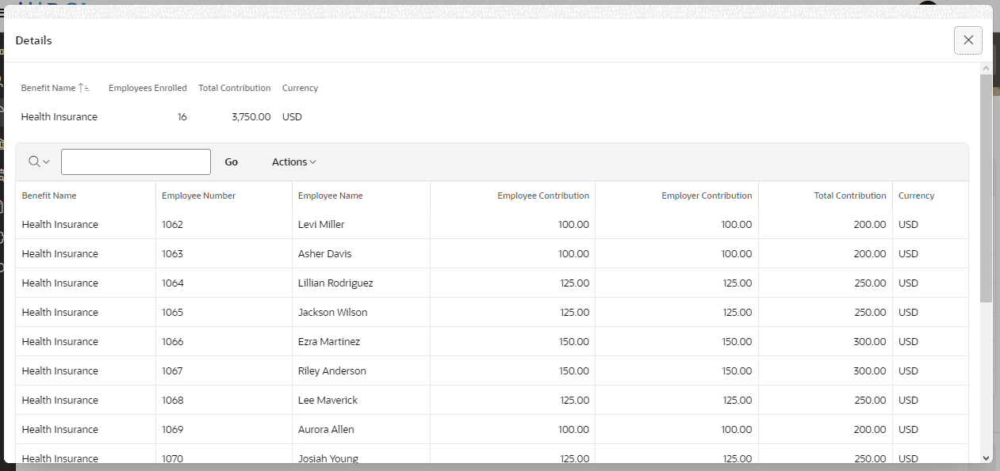 Details
Benefit Name Employees Enrolled Total Contribution Currency
Health Insurance 16 3,750.00 USD
Go Actions
Benefit Name Employee Number Employee Name Employee Contribution Employer Contribution Total Contribution Currency
Health Insurance 1062 Levi Miller 100.00 100.00 200.00 USD
Health Insurance 1063 Asher Davis 100.00 100.00 200.00 USD
Health Insurance 1064 Lillian Rodriguez 125.00 125.00 250.00 USD
Health Insurance 1065 Jackson Wilson 125.00 125.00 250.00 USD
Health Insurance 1066 Ezra Martinez 150.00 150.00 300.00 USD
Health Insurance 1067 Riley Anderson 150.00 150.00 300.00 USD
Health Insurance 1068 Lee Maverick 125.00 125.00 250.00 USD
Health Insurance 1069 Aurora Allen 100.00 100.00 200.00 USD
Health Insurance 1070 Josiah Young 125.00 125.00 250.00 USD